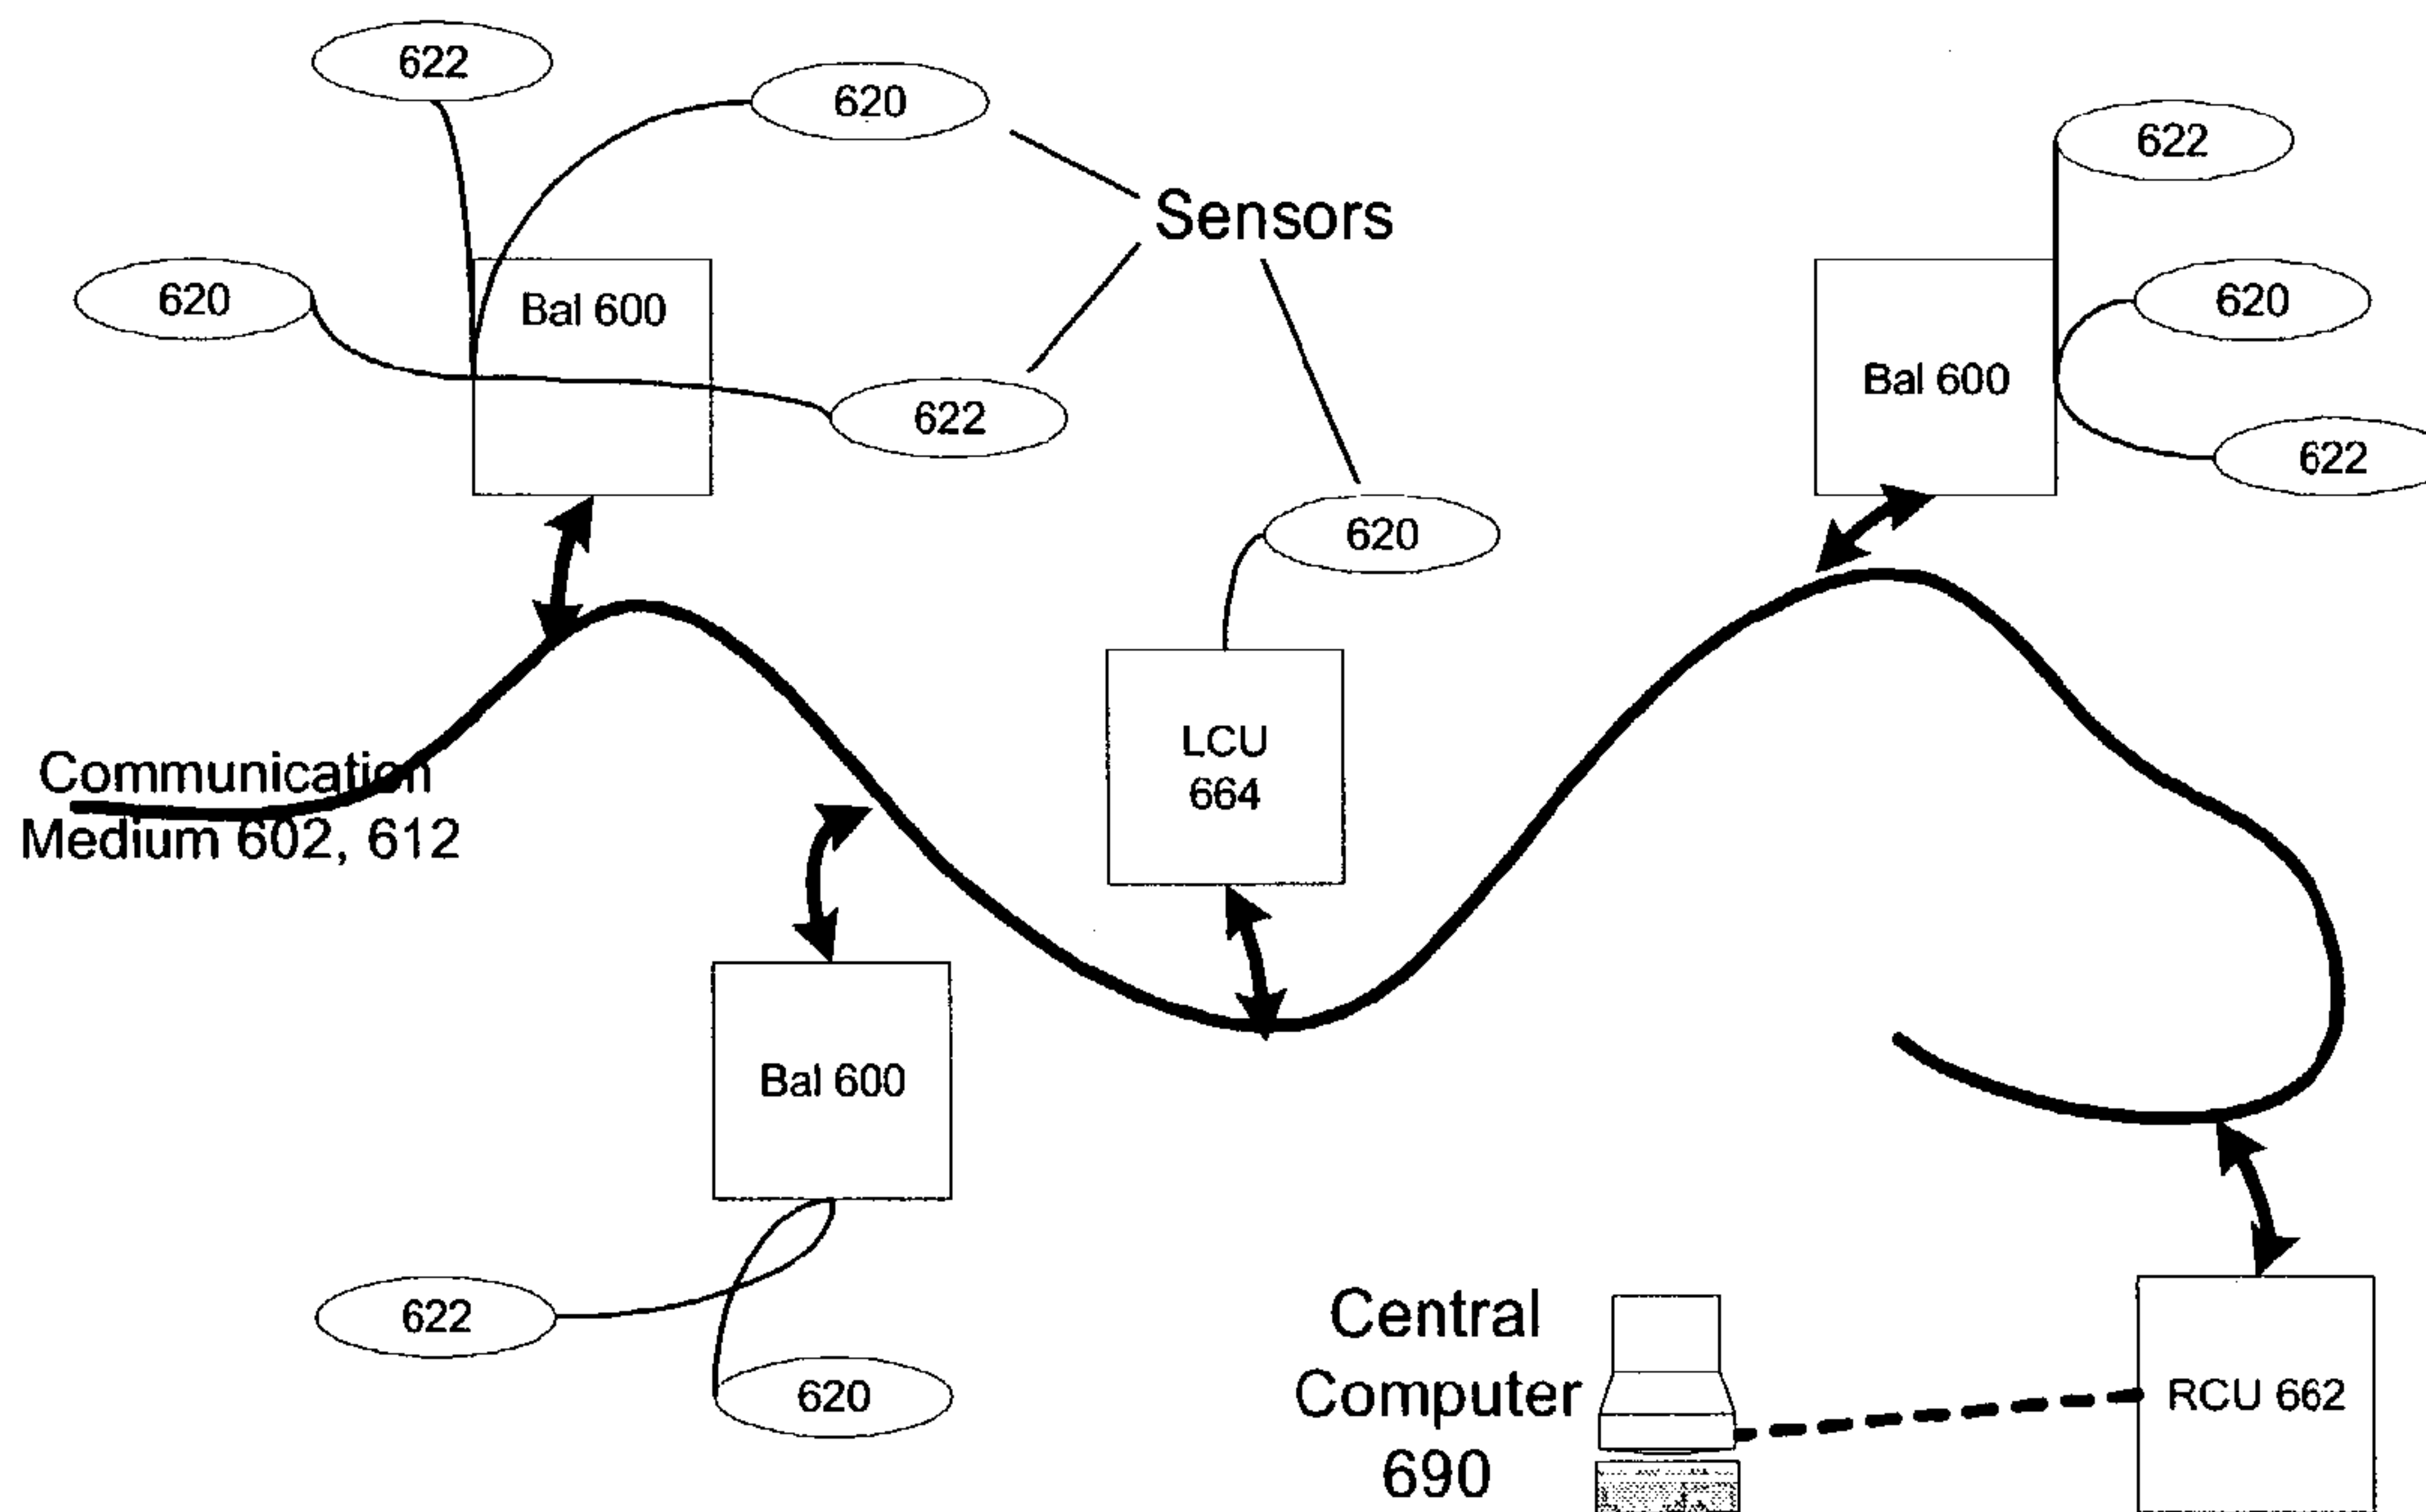 622
620
Sensors
622
620
Bal 600
620
622
Bal 600
622
620
LCU
664
Communication
Medium 602, 612
Bal 600
622
620
Central
Computer
690
RCU 662